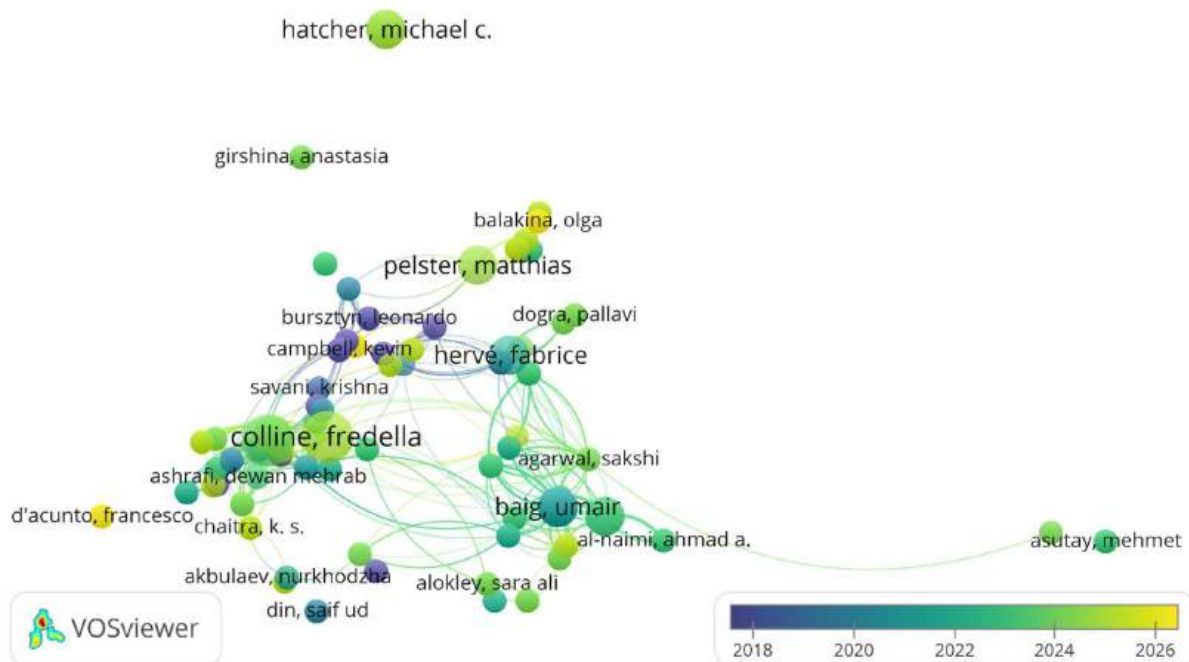 hatcher, michael c.
girshina, anastasia
balakina, olga
pelster, matthias
bursztyn, leonardo
dogra, pallavi
campbell, kevin
hervé, fabrice
savani, krishna
colline, fredella
agarwal, sakshi
ashrafi, dewan mehrab
baig, umair
d'acunto, francesco
chaitra, k. s.
al-naimi, ahmad a.
asutay, mehmet
akbulaev, nurkhodzha
alokley, sara ali
din, saif ud
VOSviewer
2018 2020 2022 2024 2026